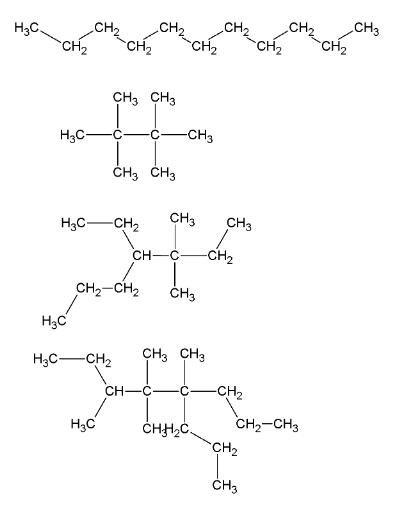 H₃C CH₂ CH₂ CH₂ CH₂ CH₃
CH₂ CH₂ CH₂ CH₂ CH₂
CH₃ CH₃
H₃C C C CH₃
CH₃ CH₃
H₃C CH₂ CH₃ CH₃
CH C CH₂
CH₂ CH₂ CH₃
H₃C
H₃C CH₂ CH₃ CH₃
CH C C CH₂
H₃C CH₃ H₂C CH₂ CH₃
CH₂
CH₃